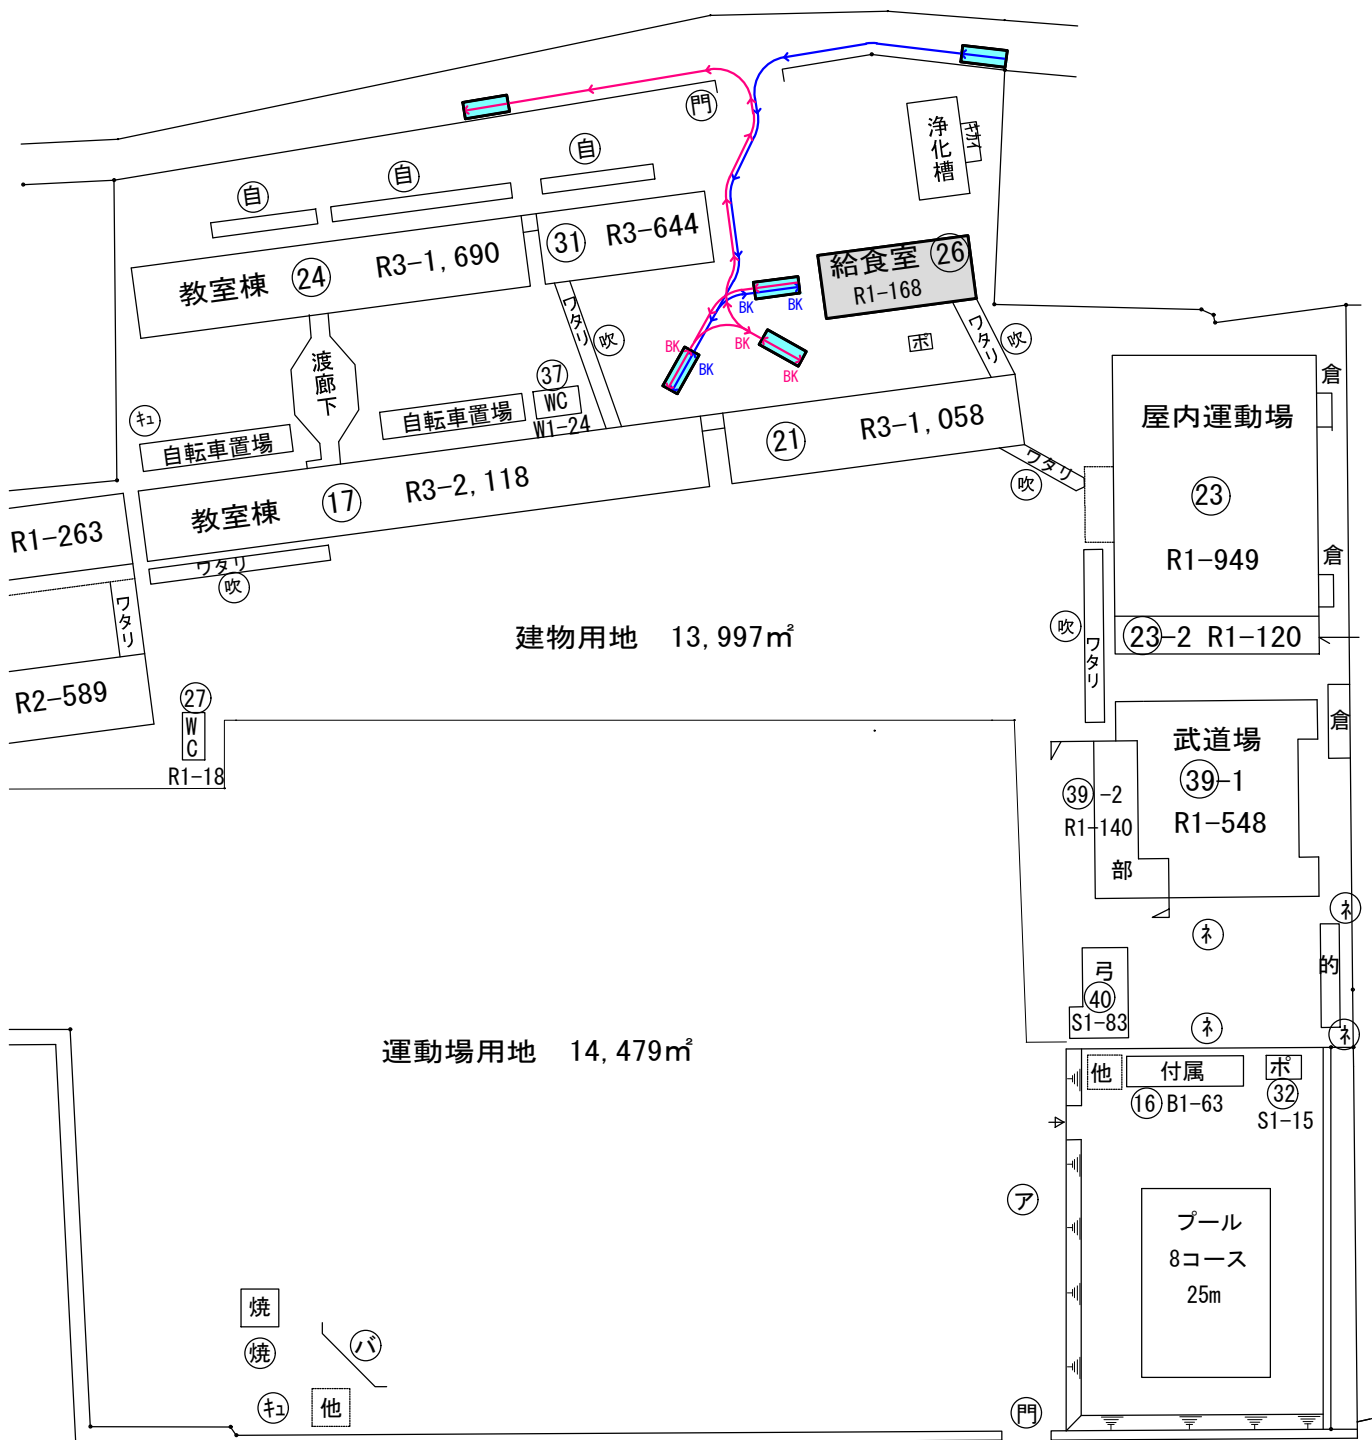 門
浄化槽
ｷｶｲ
自
自
自
31 R3-644
教室棟 24 R3-1,690
給食室 26
R1-168
BK
BK
BK
BK
BK
BK
ワタリ
吹
ポ
ワタリ
吹
渡廊下
37
WC
W1-24
ｷｭ
自転車置場
自転車置場
21 R3-1,058
教室棟 17 R3-2,118
ワタリ
吹
R1-263
ワタリ
吹
ワタリ
R2-589
27
WC
R1-18
倉
屋内運動場
23
R1-949
倉
23-2 R1-120
吹
ワタリ
建物用地 13,997㎡
倉
武道場
39-1
R1-548
39-2
R1-140
部
ﾈ
ﾈ
的
弓
40
S1-83
ﾈ
ﾈ
運動場用地 14,479㎡
他
付属
16 B1-63
ポ
32
S1-15
ア
プール
8コース
25m
焼
焼
バ
ｷｭ
他
門